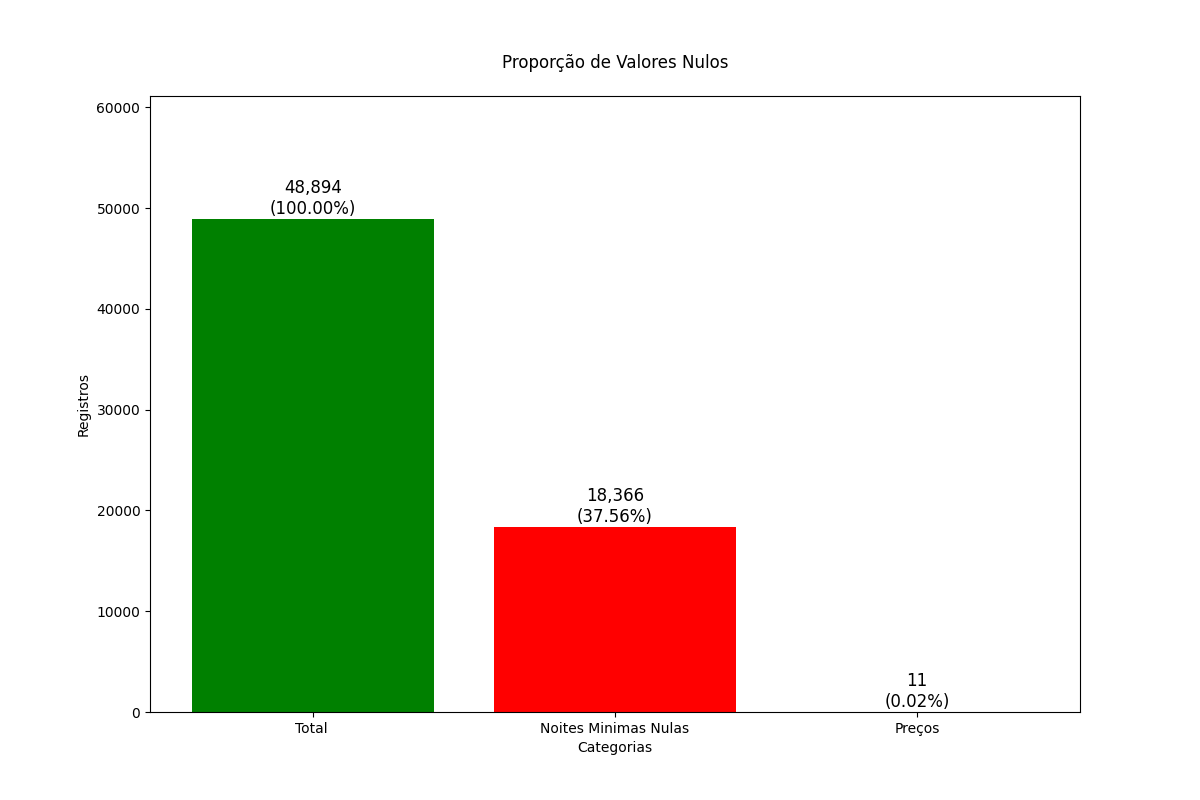 Proporção de Valores Nulos
60000
50000
40000
30000
20000
10000
0
Registros
48,894
(100.00%)
18,366
(37.56%)
11
(0.02%)
Total
Noites Minimas Nulas
Preços
Categorias